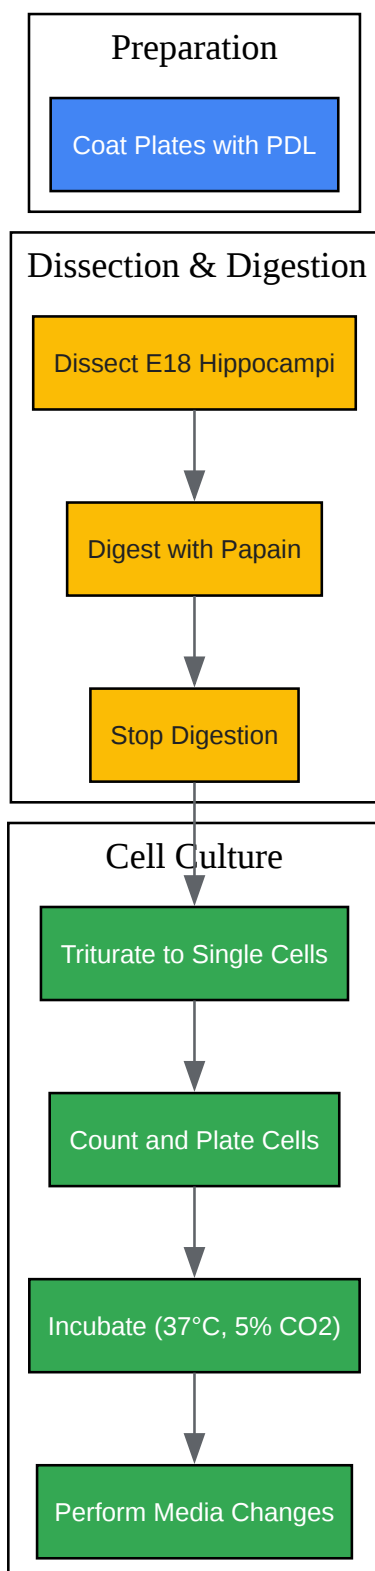 Preparation
Coat Plates with PDL
Dissection & Digestion
Dissect E18 Hippocampi
Digest with Papain
Stop Digestion
Cell Culture
Triturate to Single Cells
Count and Plate Cells
Incubate (37°C, 5% CO2)
Perform Media Changes